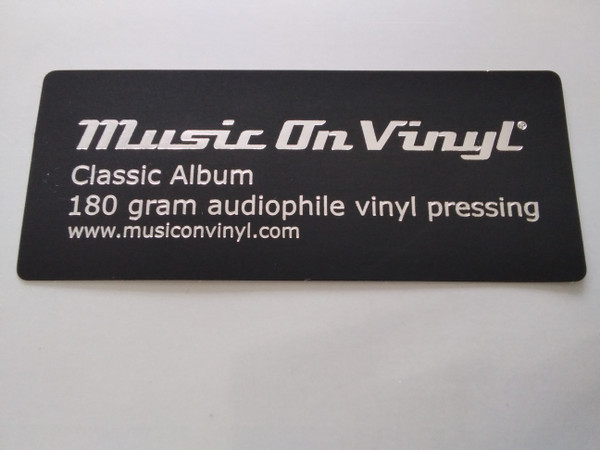 Music On Vinyl®
Classic Album
180 gram audiophile vinyl pressing
www.musiconvinyl.com